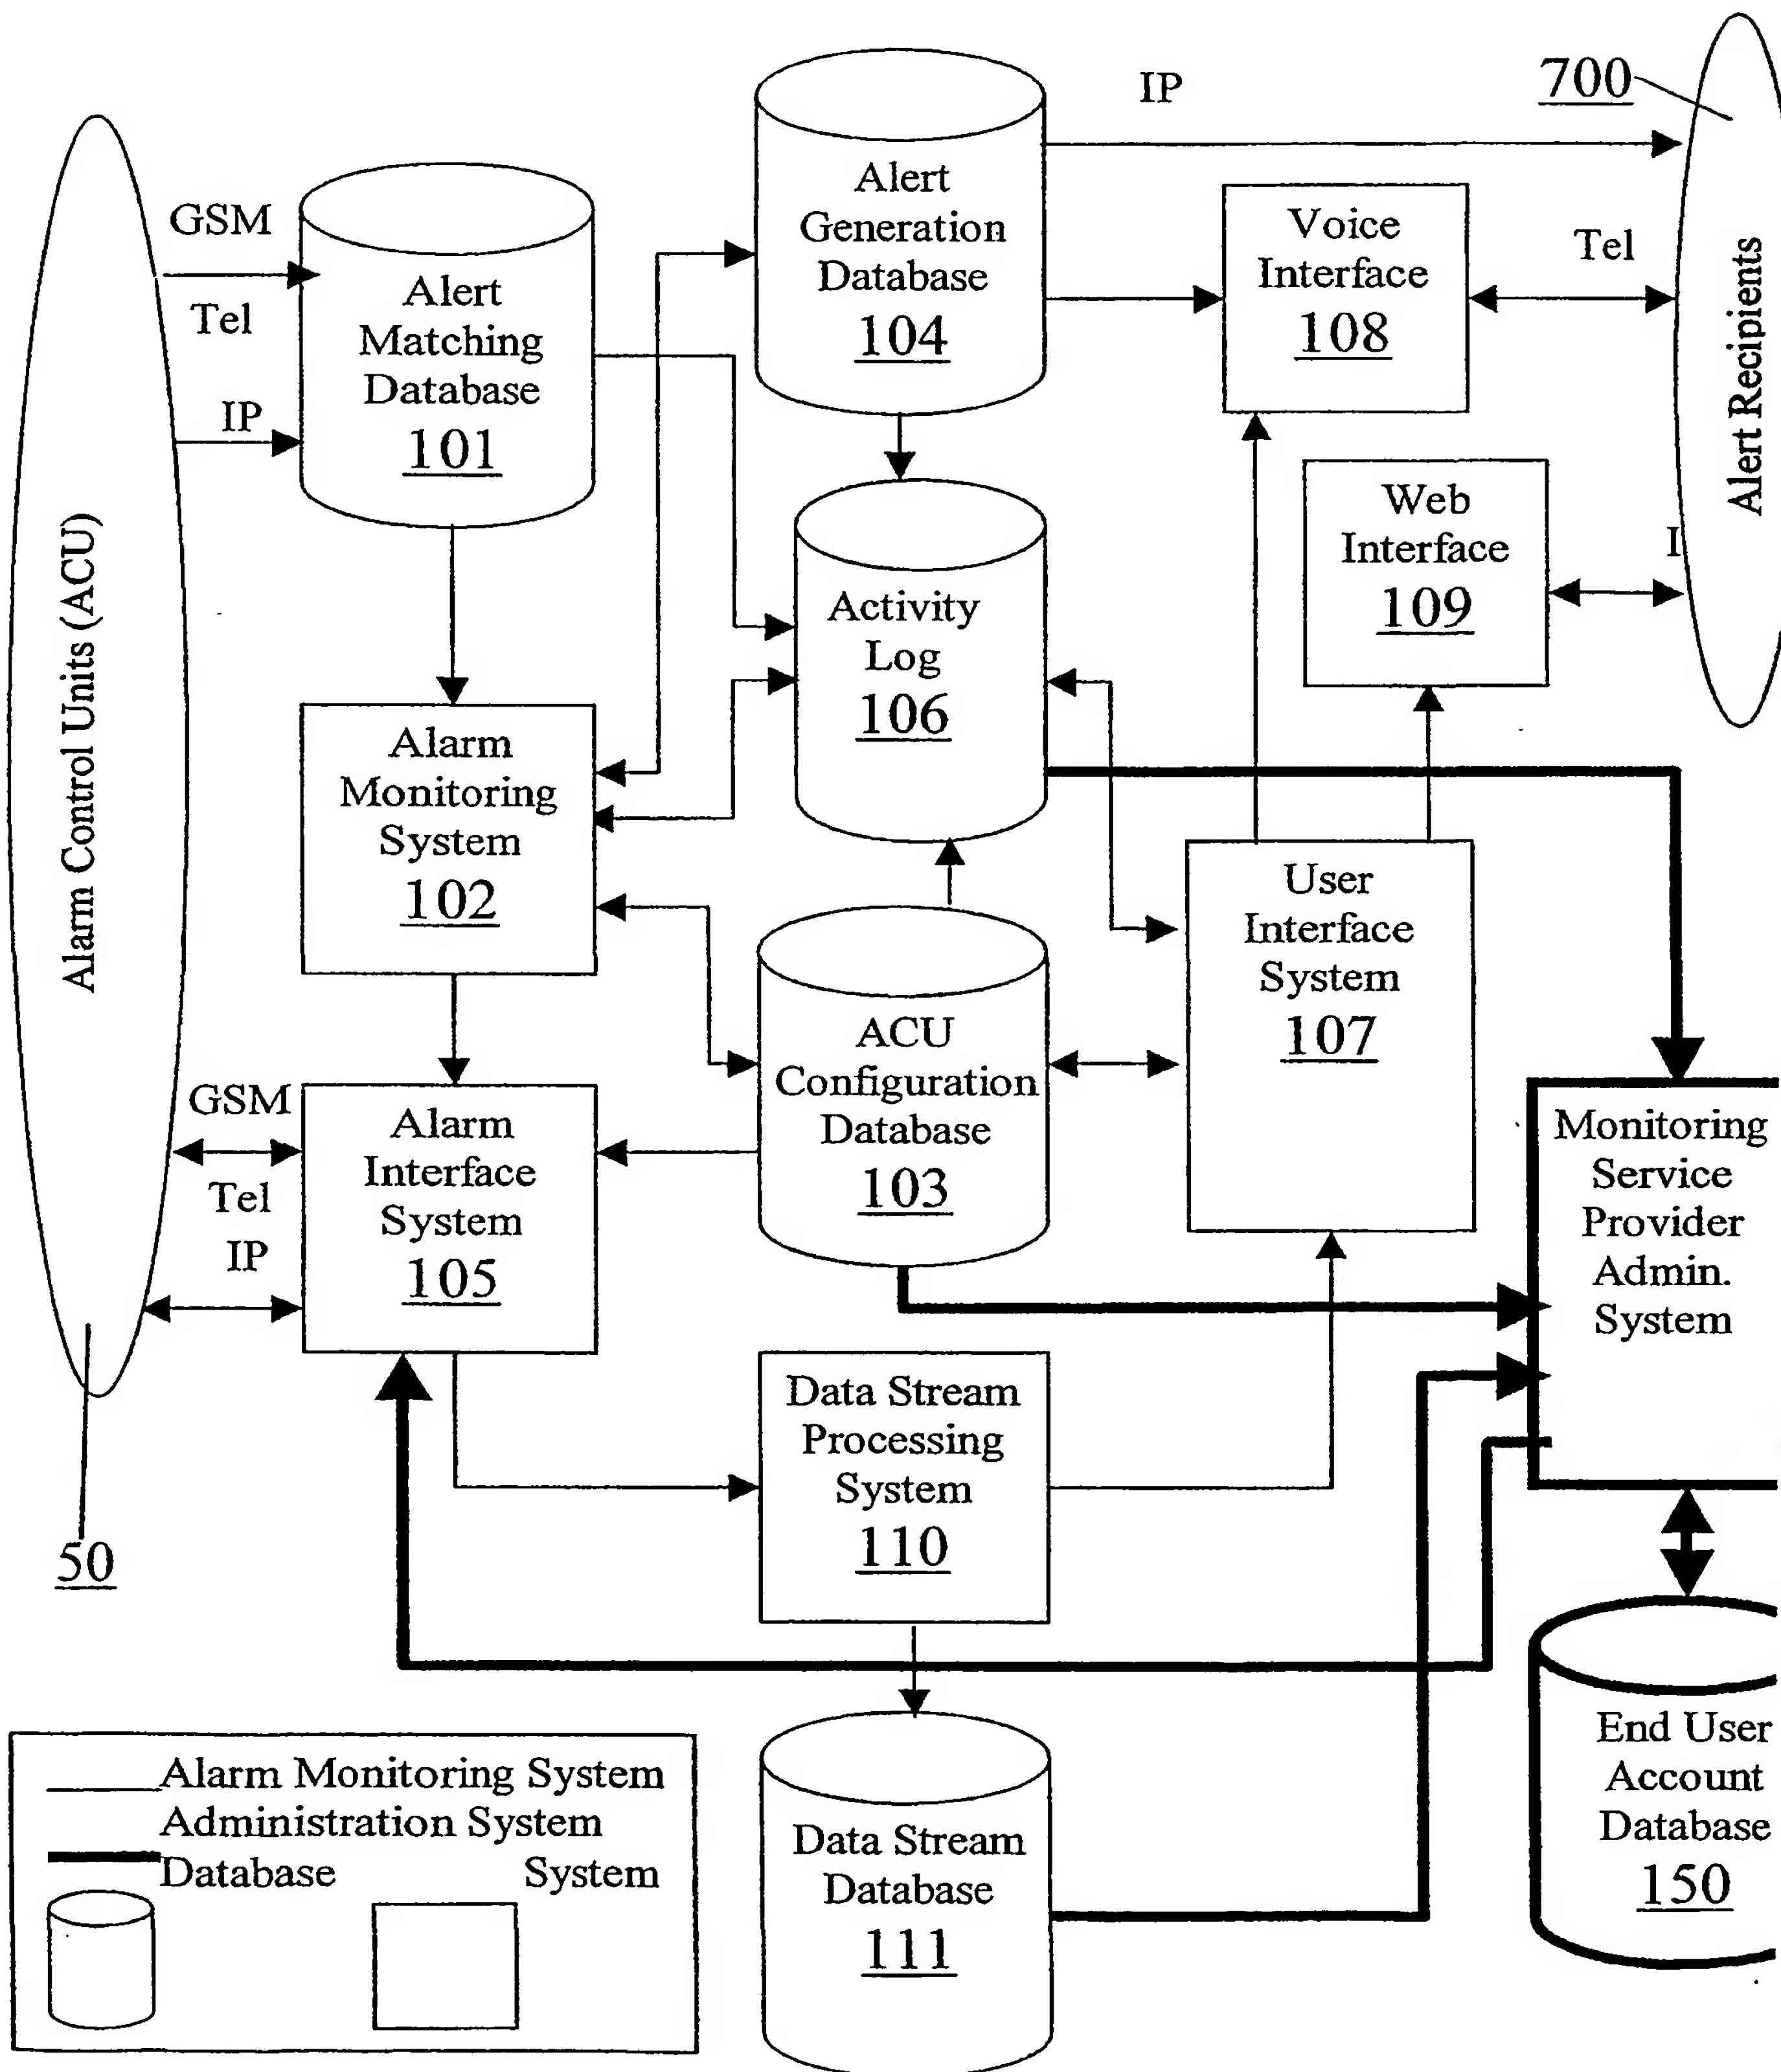 IP
700
Alert
Generation
Database
104
GSM
Tel
IP
Alert
Matching
Database
101
Voice
Interface
108
Tel
Alert Recipients
Web
Interface
109
I
Alarm Control Units (ACU)
Activity
Log
106
Alarm
Monitoring
System
102
User
Interface
System
107
ACU
Configuration
Database
103
GSM
Tel
IP
Alarm
Interface
System
105
Monitoring
Service
Provider
Admin.
System
Data Stream
Processing
System
110
50
End User
Account
Database
150
Alarm Monitoring System
Administration System
Database System
Data Stream
Database
111